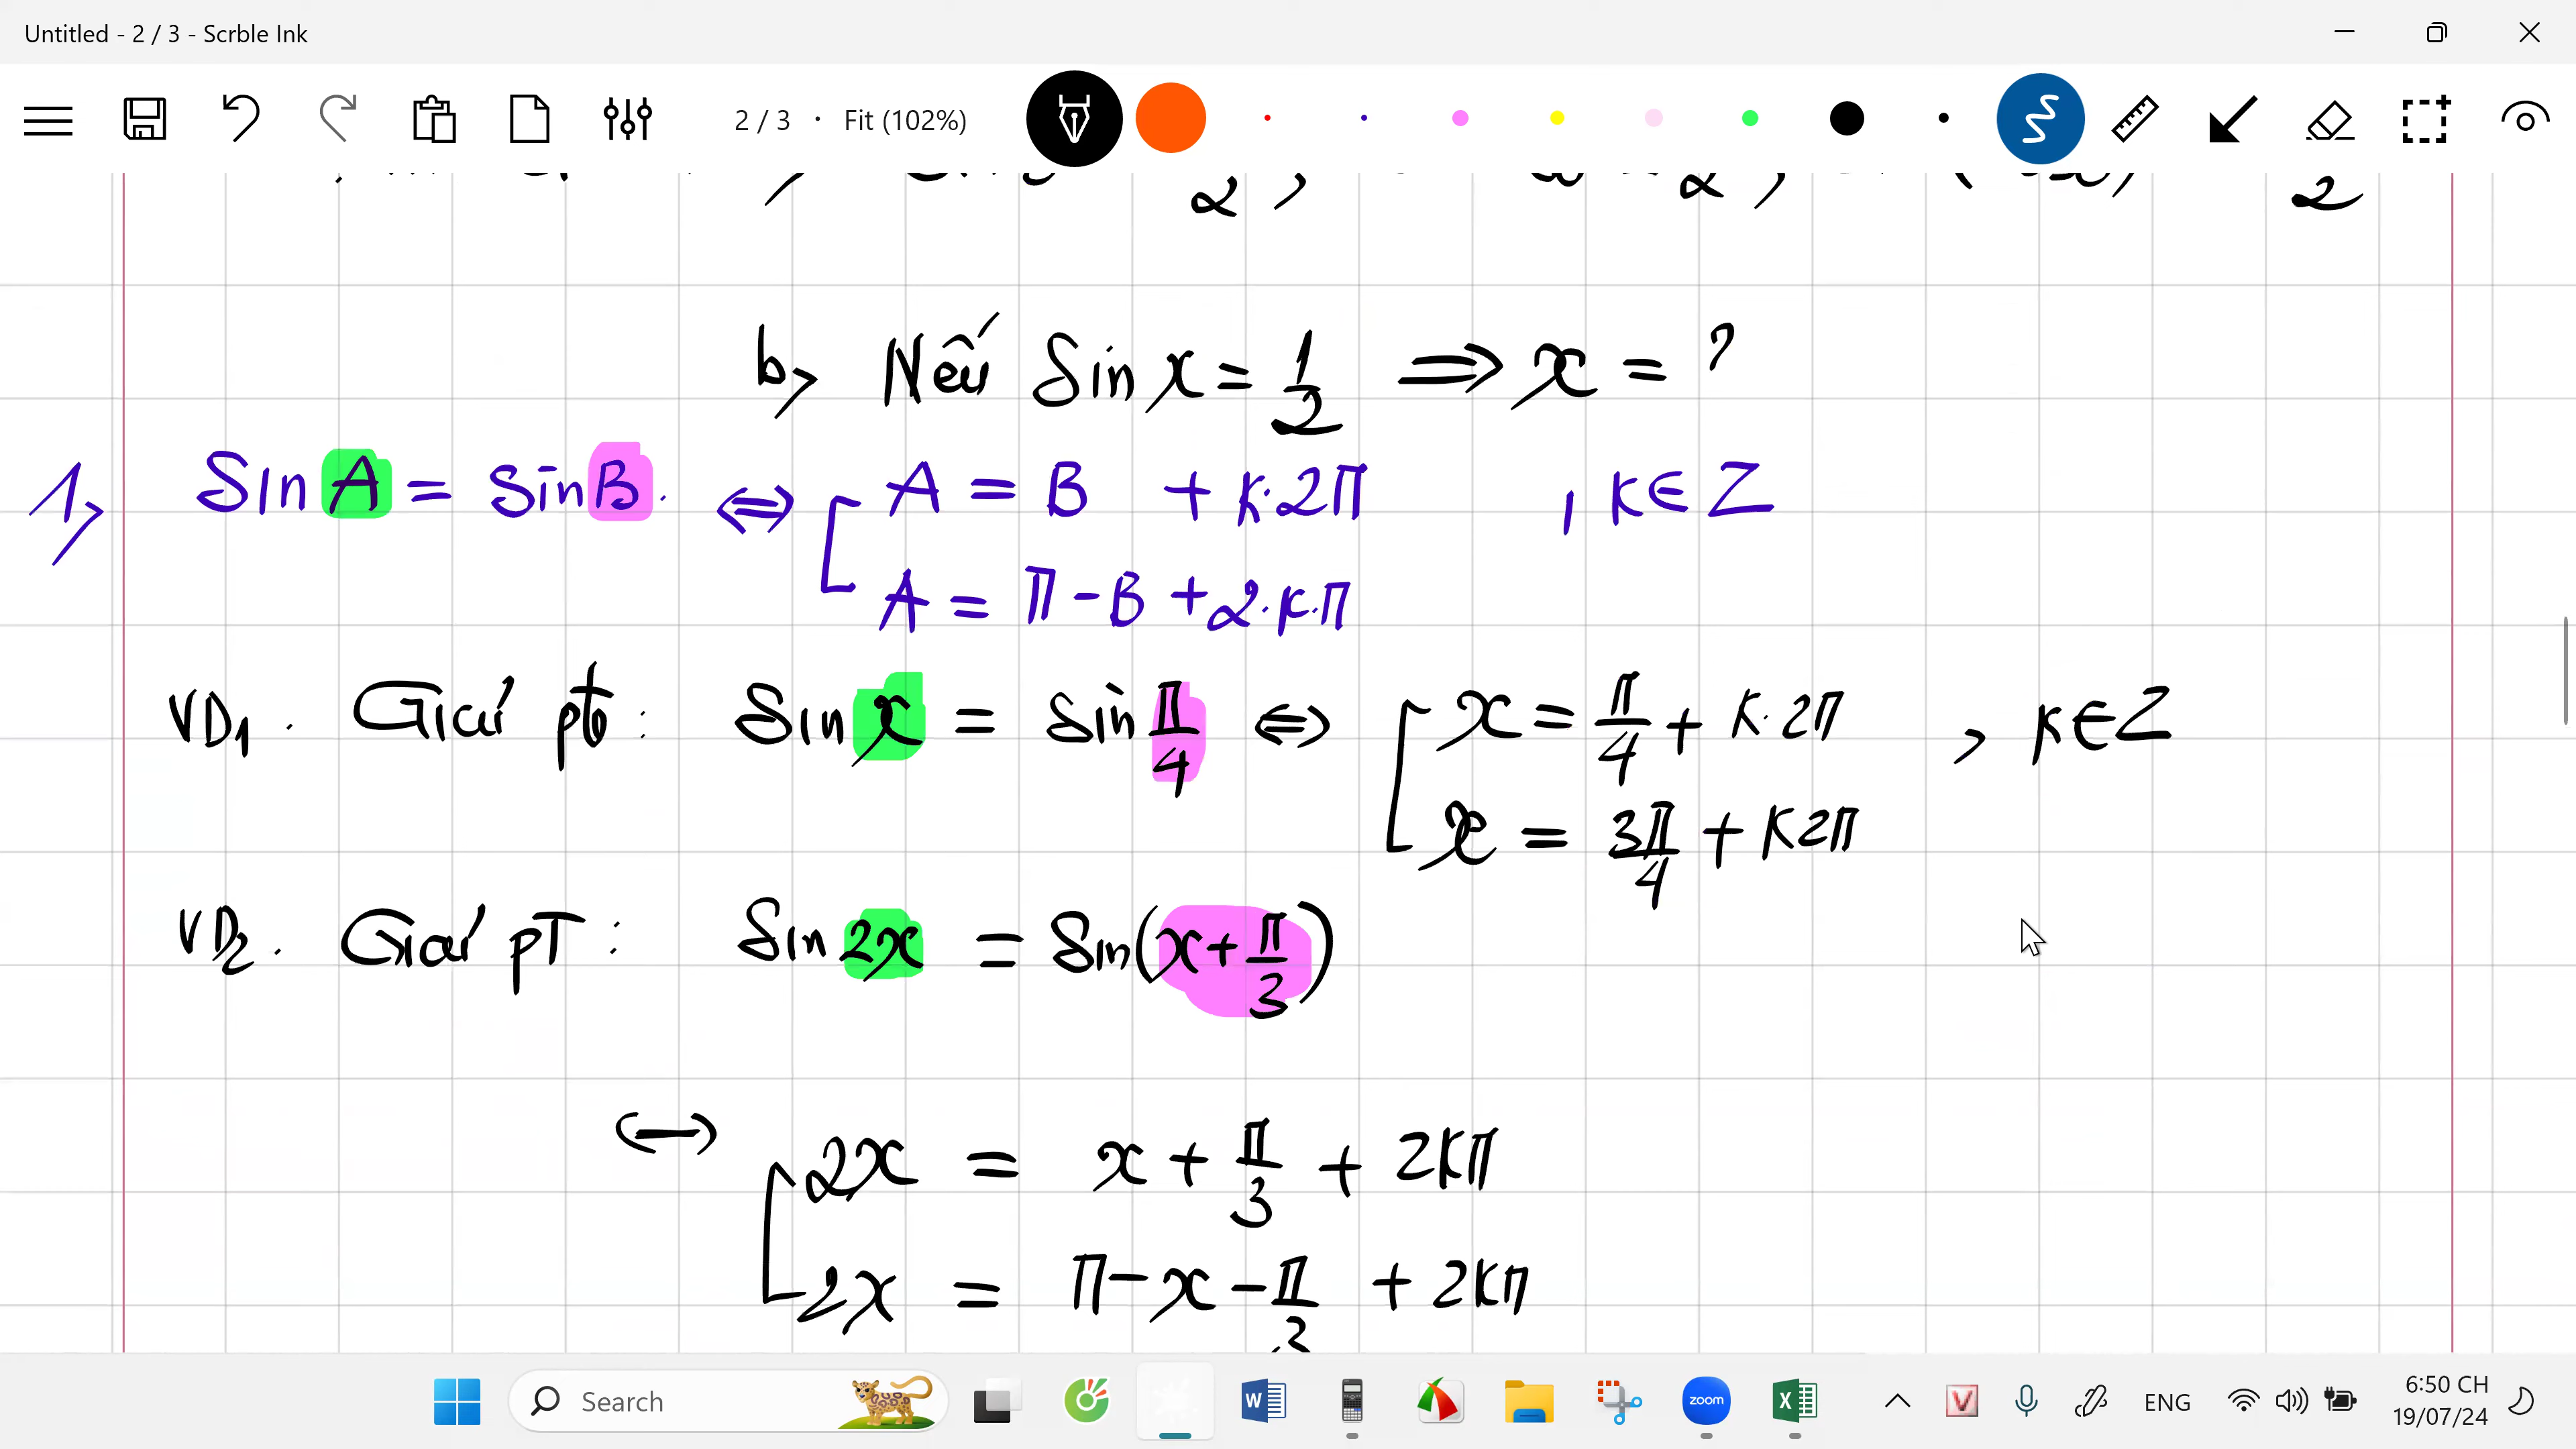 Untitled - 2 / 3 - Scrble Ink
2 / 3 · Fit (102%)
b, Nếu Sin x = 1/2 ⟹ x = ?
1, Sin A = Sin B. ⟺ [ A = B + k.2π , k ∈ Z
A = π - B + 2.k.π
VD1. Giải pt: Sin x = Sin π/4 ⟺ [ x = π/4 + k.2π , k ∈ Z
x = 3π/4 + k2π
VD2. Giải pT: Sin 2x = Sin(x + π/3)
⟷ [ 2x = x + π/3 + 2kπ
2x = π - x - π/3 + 2kπ
Search
zoom
ENG
6:50 CH
19/07/24